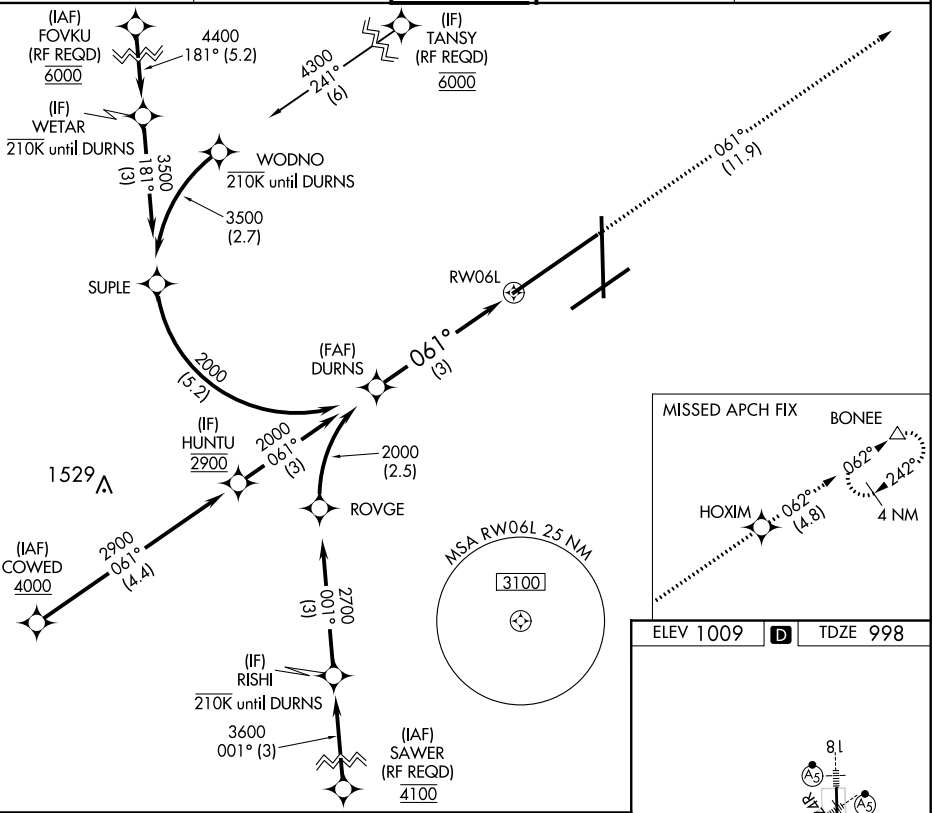 (IAF)
FOVKU
(RF REQD)
6000
4400
181° (5.2)
(IF)
TANSY
(RF REQD)
6000
4300
241°
(6)
(IF)
WETAR
210K until DURNS
3500
181°
(3)
WODNO
210K until DURNS
3500
(2.7)
061°
(11.9)
SUPLE
RW06L
2000
(5.2)
(FAF)
DURNS
061°
(3)
(IF)
HUNTU
2900
2000
061°
(3)
2000
(2.5)
1529
ROVGE
(IAF)
COWED
4000
2900
061°
(4.4)
2700
001°
(3)
(IF)
RISHI
210K until DURNS
3600
001° (3)
(IAF)
SAWER
(RF REQD)
4100
MSA RW06L 25 NM
3100
MISSED APCH FIX
BONEE
062°
242°
HOXIM
062°
(4.8)
4 NM
ELEV 1009
D
TDZE 998
18
A5
A5